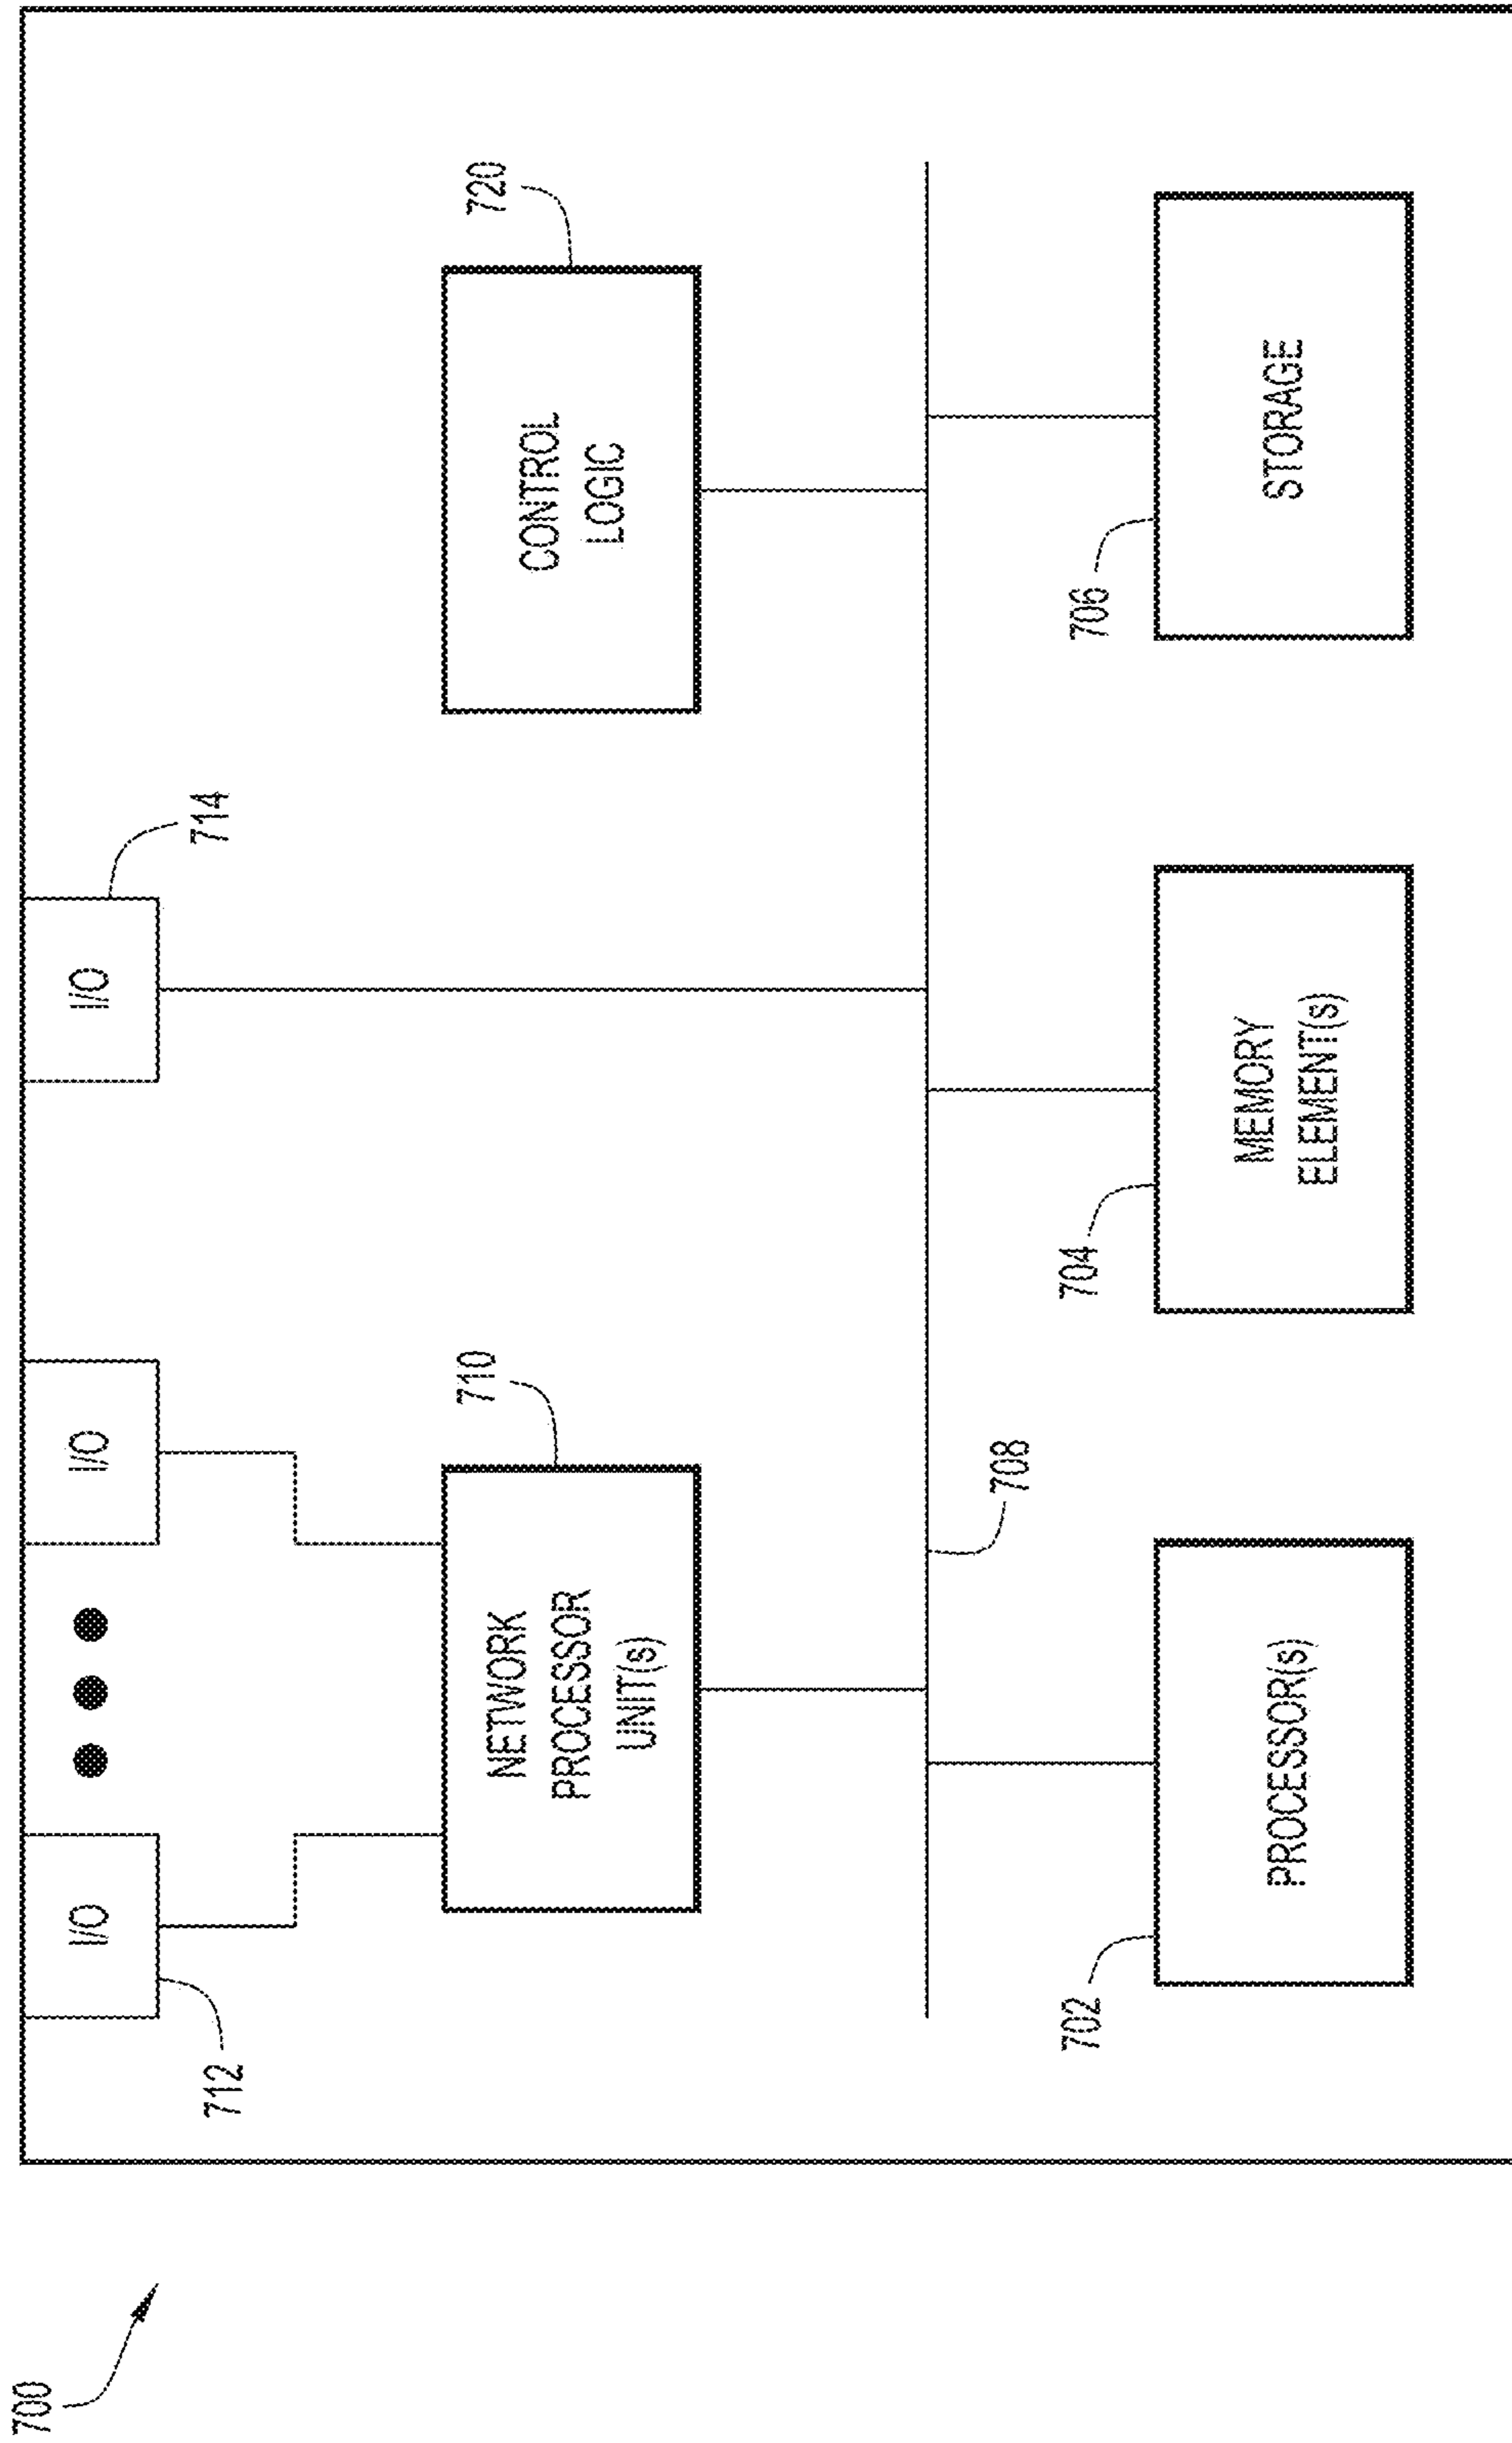 700
I/O
712
I/O
I/O
714
NETWORK
PROCESSOR
UNIT(s)
710
CONTROL
LOGIC
720
708
702
PROCESSOR(s)
704
MEMORY
ELEMENT(s)
706
STORAGE